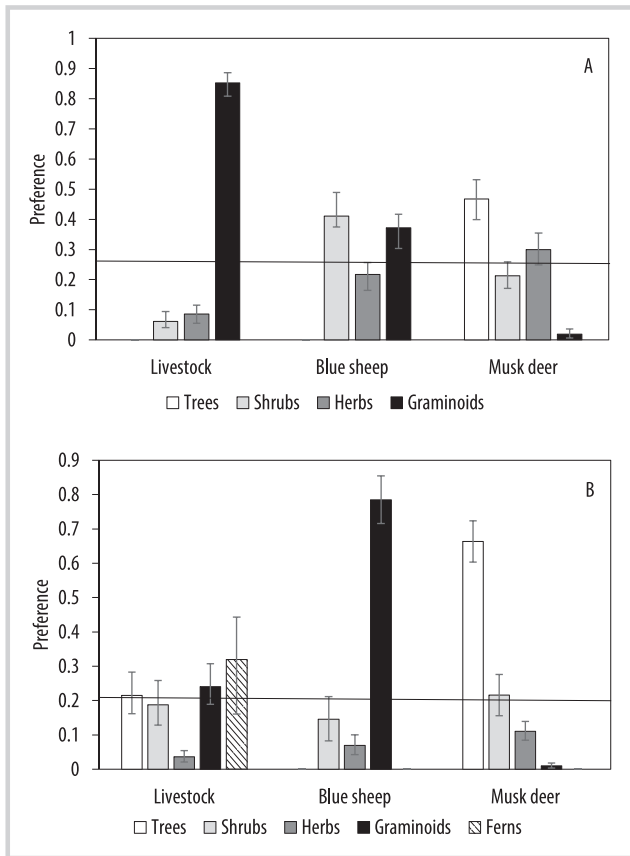 A
Preference
1
0.9
0.8
0.7
0.6
0.5
0.4
0.3
0.2
0.1
0
Livestock Blue sheep Musk deer
Trees Shrubs Herbs Graminoids
B
Preference
0.9
0.8
0.7
0.6
0.5
0.4
0.3
0.2
0.1
0
Livestock Blue sheep Musk deer
Trees Shrubs Herbs Graminoids Ferns